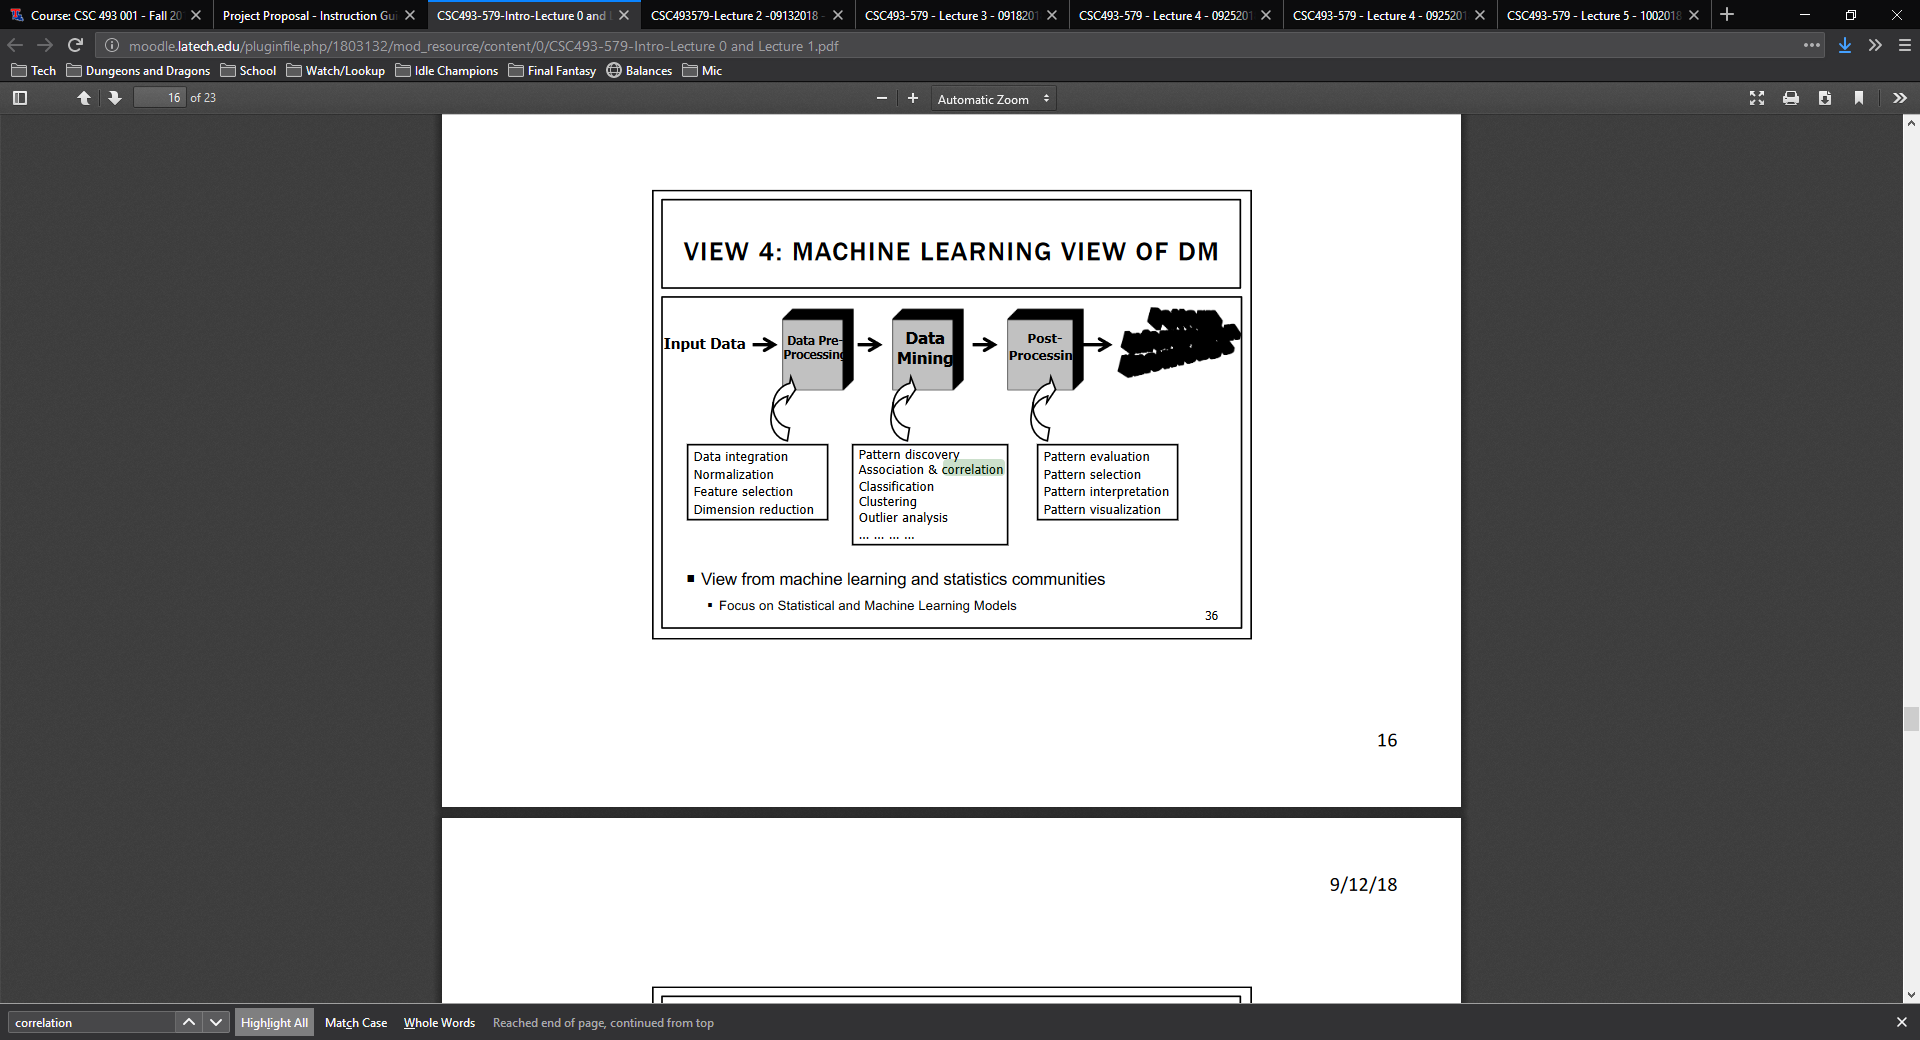 Course: CSC 493 001 - Fall 20
Project Proposal - Instruction Gui
CSC493-579-Intro-Lecture 0 and
CSC493579-Lecture 2 -09132018 -
CSC493-579 - Lecture 3 - 0918201
CSC493-579 - Lecture 4 - 0925201
CSC493-579 - Lecture 4 - 0925201
CSC493-579 - Lecture 5 - 1002018
moodle.latech.edu/pluginfile.php/1803132/mod_resource/content/0/CSC493-579-Intro-Lecture 0 and Lecture 1.pdf
Tech Dungeons and Dragons School Watch/Lookup Idle Champions Final Fantasy Balances Mic
16 of 23
Automatic Zoom
VIEW 4: MACHINE LEARNING VIEW OF DM
Input Data
Data Pre-
Processing
Data
Mining
Post-
Processin
Data integration
Normalization
Feature selection
Dimension reduction
Pattern discovery
Association & correlation
Classification
Clustering
Outlier analysis
... ... ... ...
Pattern evaluation
Pattern selection
Pattern interpretation
Pattern visualization
▪ View from machine learning and statistics communities
▪ Focus on Statistical and Machine Learning Models
36
16
9/12/18
correlation
Highlight All
Match Case
Whole Words
Reached end of page, continued from top